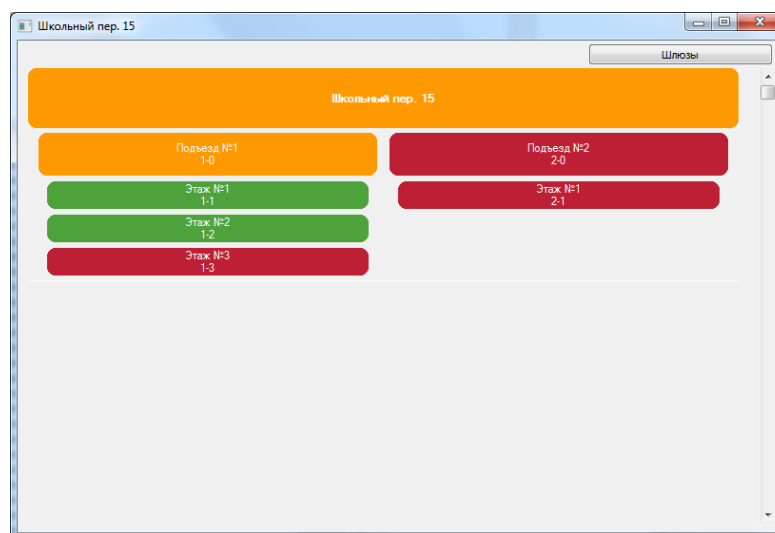 Школьный пер. 15
Шлюзы
Школьный пер. 15
Подъезд №1
1-0
Подъезд №2
2-0
Этаж №1
1-1
Этаж №1
2-1
Этаж №2
1-2
Этаж №3
1-3